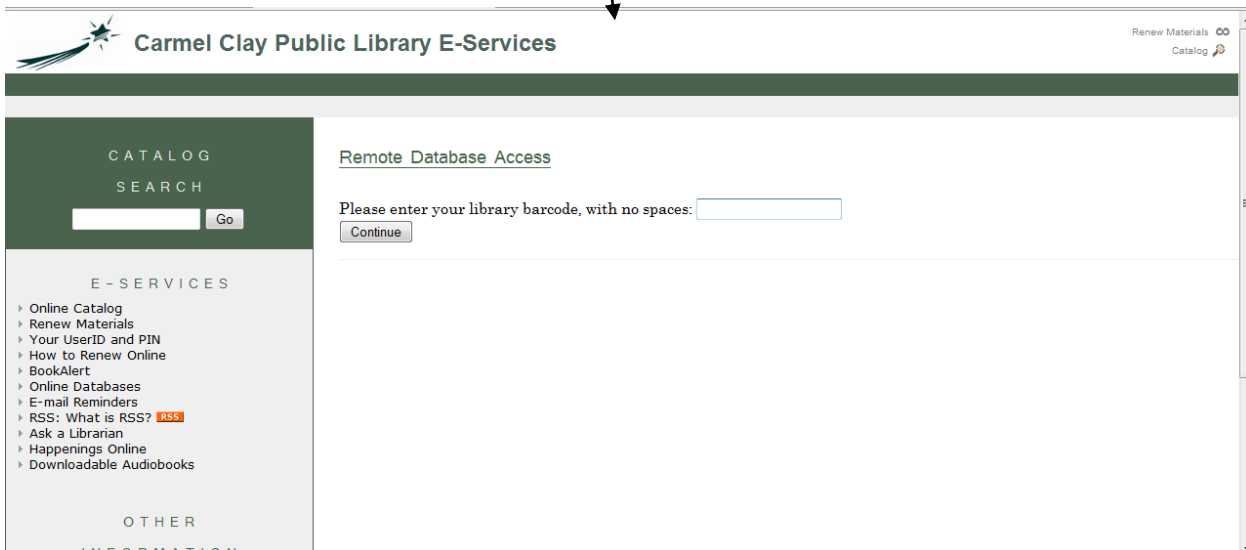 Carmel Clay Public Library E-Services
Renew Materials
Catalog
CATALOG
SEARCH
Go
Remote Database Access
Please enter your library barcode, with no spaces:
Continue
E-SERVICES
Online Catalog
Renew Materials
Your UserID and PIN
How to Renew Online
BookAlert
Online Databases
E-mail Reminders
RSS: What is RSS? RSS
Ask a Librarian
Happenings Online
Downloadable Audiobooks
OTHER
INFORMATION